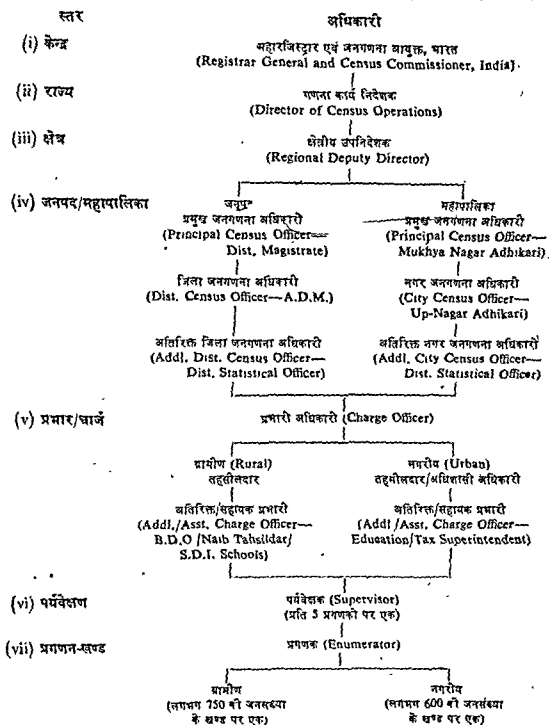 स्तर अधिकारी
(i) केन्द्र महारजिस्ट्रार एवं जनगणना आयुक्त, भारत
(Registrar General and Census Commissioner, India)
(ii) राज्य गणना कार्य निदेशक
(Director of Census Operations)
(iii) क्षेत्र क्षेत्रीय उपनिदेशक
(Regional Deputy Director)
(iv) जनपद/महापालिका जनपद महापालिका
प्रमुख जनगणना अधिकारी प्रमुख जनगणना अधिकारी
(Principal Census Officer— (Principal Census Officer—
Dist. Magistrate) Mukhya Nagar Adhikari)
जिला जनगणना अधिकारी नगर जनगणना अधिकारी
(Dist. Census Officer—A.D.M.) (City Census Officer—
Up-Nagar Adhikari)
अतिरिक्त जिला जनगणना अधिकारी अतिरिक्त नगर जनगणना अधिकारी
(Addl. Dist. Census Officer— (Addl. City Census Officer—
Dist. Statistical Officer) Dist. Statistical Officer)
(v) प्रभार/चार्ज प्रभारी अधिकारी (Charge Officer)
ग्रामीण (Rural) नगरीय (Urban)
तहसीलदार तहसीलदार/अधिशासी अधिकारी
अतिरिक्त/सहायक प्रभारी अतिरिक्त/सहायक प्रभारी
(Addl./Asst. Charge Officer— (Addl /Asst. Charge Officer—
B.D.O /Naib Tahsildar/ Education/Tax Superintendent)
S.D.I. Schools)
(vi) पर्यवेक्षण पर्यवेक्षक (Supervisor)
(प्रति 5 प्रगणको पर एक)
(vii) प्रगणन-खण्ड प्रगणक (Enumerator)
ग्रामीण नगरीय
(लगभग 750 की जनसंख्या (लगभग 600 की जनसंख्या
के खण्ड पर एक) के खण्ड पर एक)